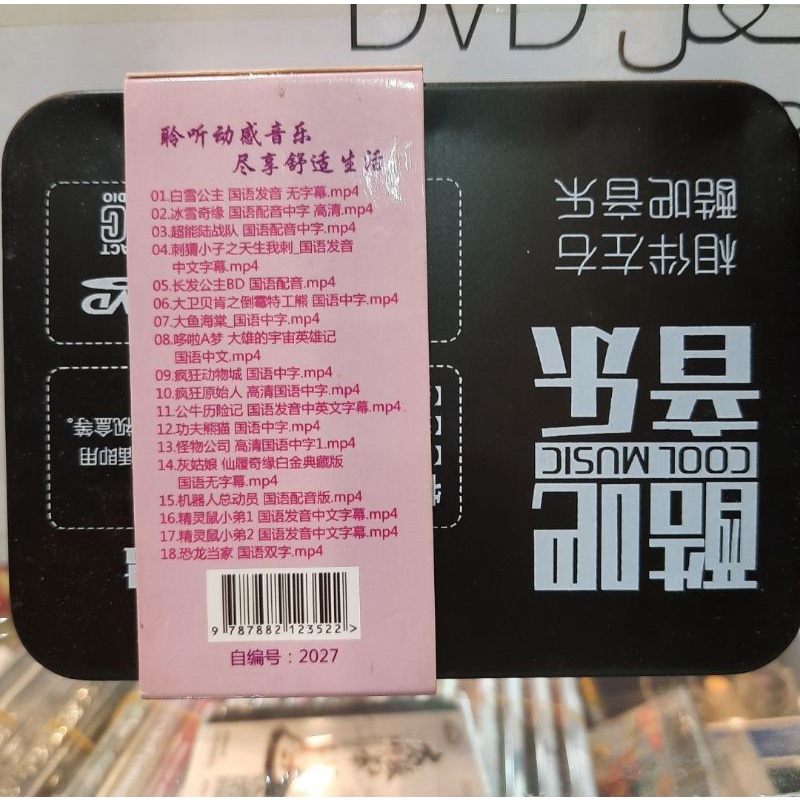 聆听动感音乐
尽享舒适生活
01.白雪公主 国语发音 无字幕.mp4
02.冰雪奇缘 国语配音中字 高清.mp4
03.超能陆战队 国语配音中字.mp4
04.刺猬小子之天生我刺_国语发音
中文字幕.mp4
05.长发公主BD 国语配音.mp4
06.大卫贝肯之倒霉特工熊 国语中字.mp4
07.大鱼海棠_国语中字.mp4
08.哆啦A梦 大雄的宇宙英雄记
国语中文.mp4
09.疯狂动物城 国语中字.mp4
10.疯狂原始人 高清国语中字.mp4
11.公牛历险记 国语发音中英文字幕.mp4
12.功夫熊猫 国语中字.mp4
13.怪物公司 高清国语中字1.mp4
14.灰姑娘 仙履奇缘白金典藏版
国语无字幕.mp4
15.机器人总动员 国语配音版.mp4
16.精灵鼠小弟1 国语发音中文字幕.mp4
17.精灵鼠小弟2 国语发音中文字幕.mp4
18.恐龙当家 国语双字.mp4
9 787882 123522 >
自编号：2027
酷吧
COOL MUSIC
音乐
相伴左右
酷吧音乐
插即用
视盒等。
DVD